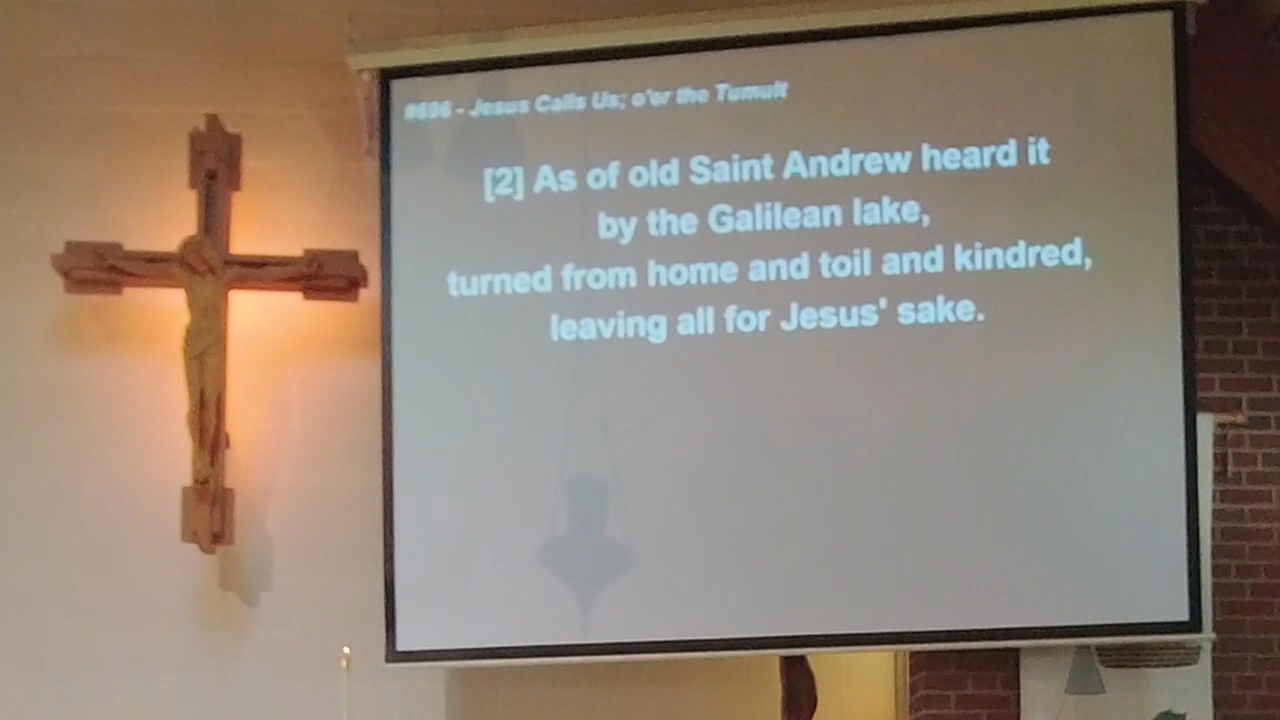 #696 - Jesus Calls Us; o'er the Tumult
[2] As of old Saint Andrew heard it
by the Galilean lake,
turned from home and toil and kindred,
leaving all for Jesus' sake.